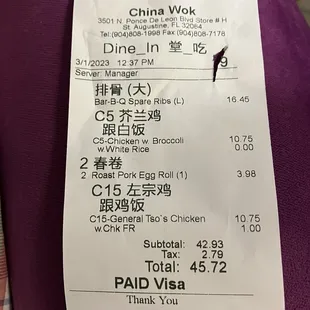 China Wok
3501 N. Ponce De Leon Blvd Store # H
St. Augustine, FL 32084
Tel:(904)808-1998 Fax (904)808-7178
Dine_In 堂_吃
3/1/2023 12:37 PM 9
Server: Manager
排骨 (大)
Bar-B-Q Spare Ribs (L) 16.45
C5 芥兰鸡
跟白饭
C5-Chicken w. Broccoli 10.75
w.White Rice 0.00
2 春卷
2 Roast Pork Egg Roll (1) 3.98
C15 左宗鸡
跟鸡饭
C15-General Tso's Chicken 10.75
w.Chk FR 1.00
Subtotal: 42.93
Tax: 2.79
Total: 45.72
PAID Visa
Thank You